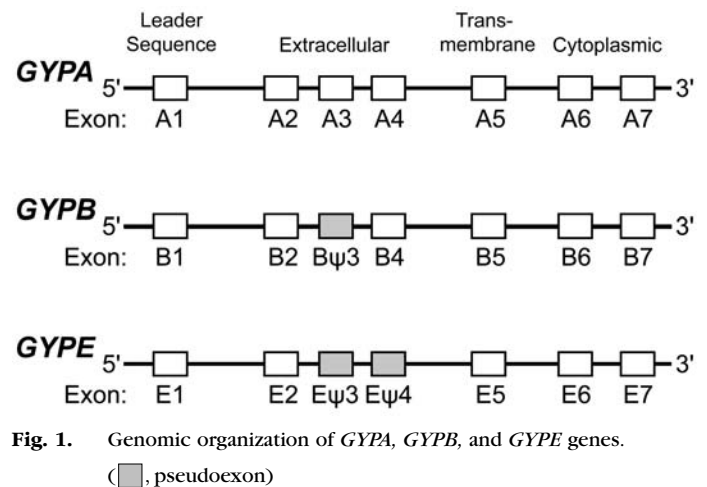 Leader Sequence Extracellular Trans-membrane Cytoplasmic
GYPA 5' 3'
Exon: A1 A2 A3 A4 A5 A6 A7
GYPB 5' 3'
Exon: B1 B2 Bψ3 B4 B5 B6 B7
GYPE 5' 3'
Exon: E1 E2 Eψ3 Eψ4 E5 E6 E7
Fig. 1. Genomic organization of GYPA, GYPB, and GYPE genes.
( , pseudoexon)